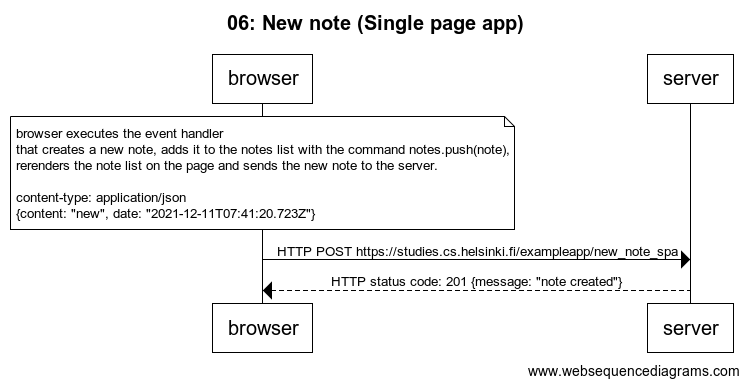 06: New note (Single page app)
browser
server
browser executes the event handler
that creates a new note, adds it to the notes list with the command notes.push(note),
rerenders the note list on the page and sends the new note to the server.
content-type: application/json
{content: "new", date: "2021-12-11T07:41:20.723Z"}
HTTP POST https://studies.cs.helsinki.fi/exampleapp/new_note_spa
HTTP status code: 201 {message: "note created"}
browser
server
www.websequencediagrams.com